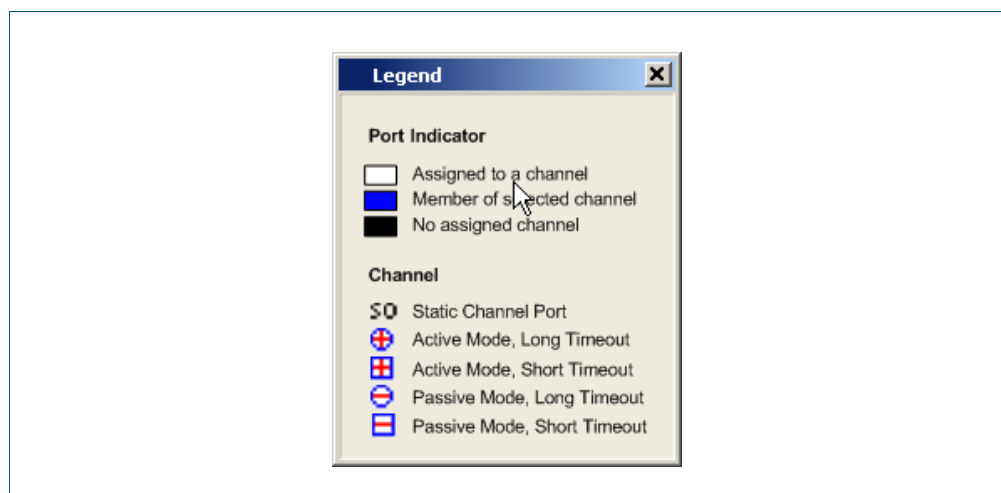 Legend
Port Indicator
Assigned to a channel
Member of selected channel
No assigned channel
Channel
SO Static Channel Port
Active Mode, Long Timeout
Active Mode, Short Timeout
Passive Mode, Long Timeout
Passive Mode, Short Timeout